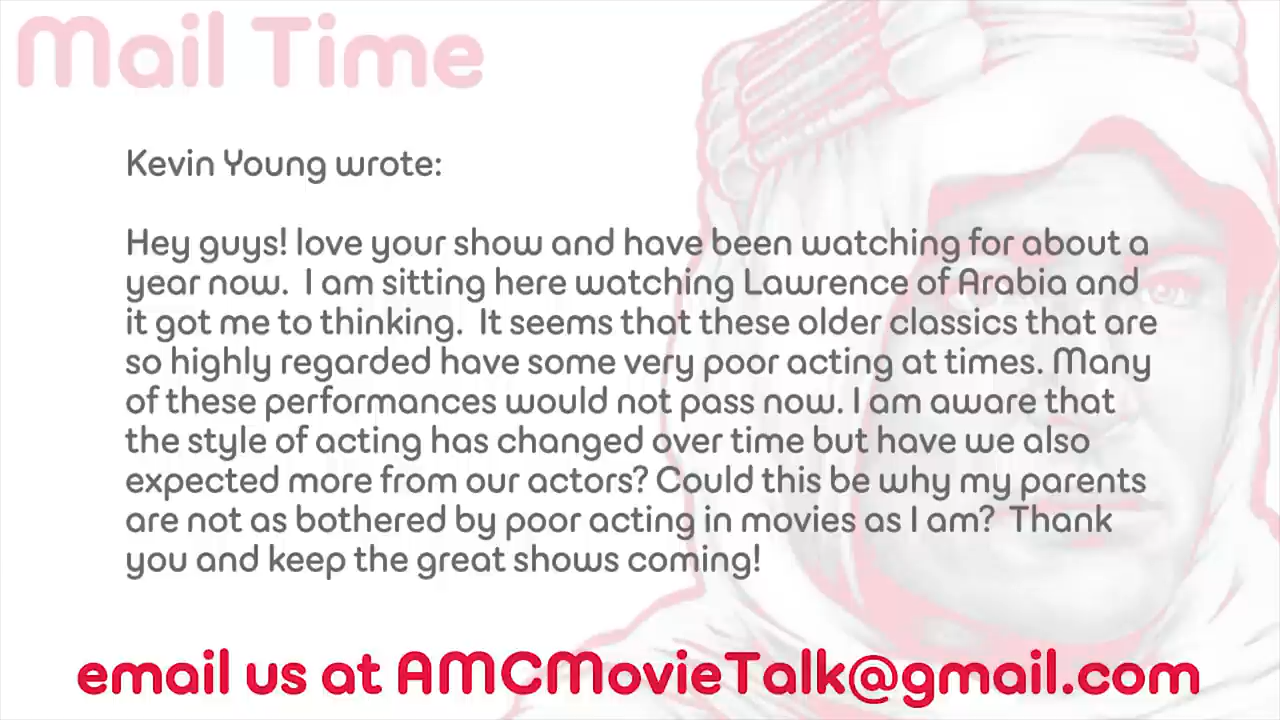 Mail Time
Kevin Young wrote:
Hey guys! love your show and have been watching for about a
year now. I am sitting here watching Lawrence of Arabia and
it got me to thinking. It seems that these older classics that are
so highly regarded have some very poor acting at times. Many
of these performances would not pass now. I am aware that
the style of acting has changed over time but have we also
expected more from our actors? Could this be why my parents
are not as bothered by poor acting in movies as I am? Thank
you and keep the great shows coming!
email us at AMCMovieTalk@gmail.com